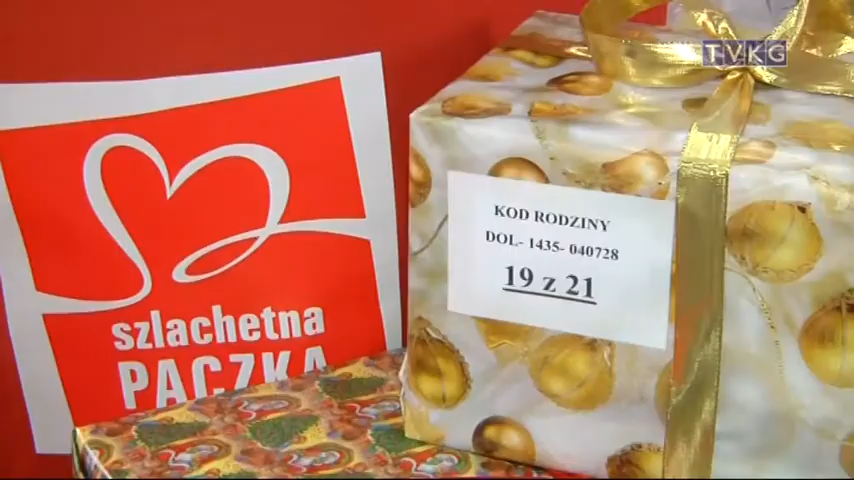 TVKG
szlachetna
PACZKA
KOD RODZINY
DOL- 1435- 040728
19 z 21